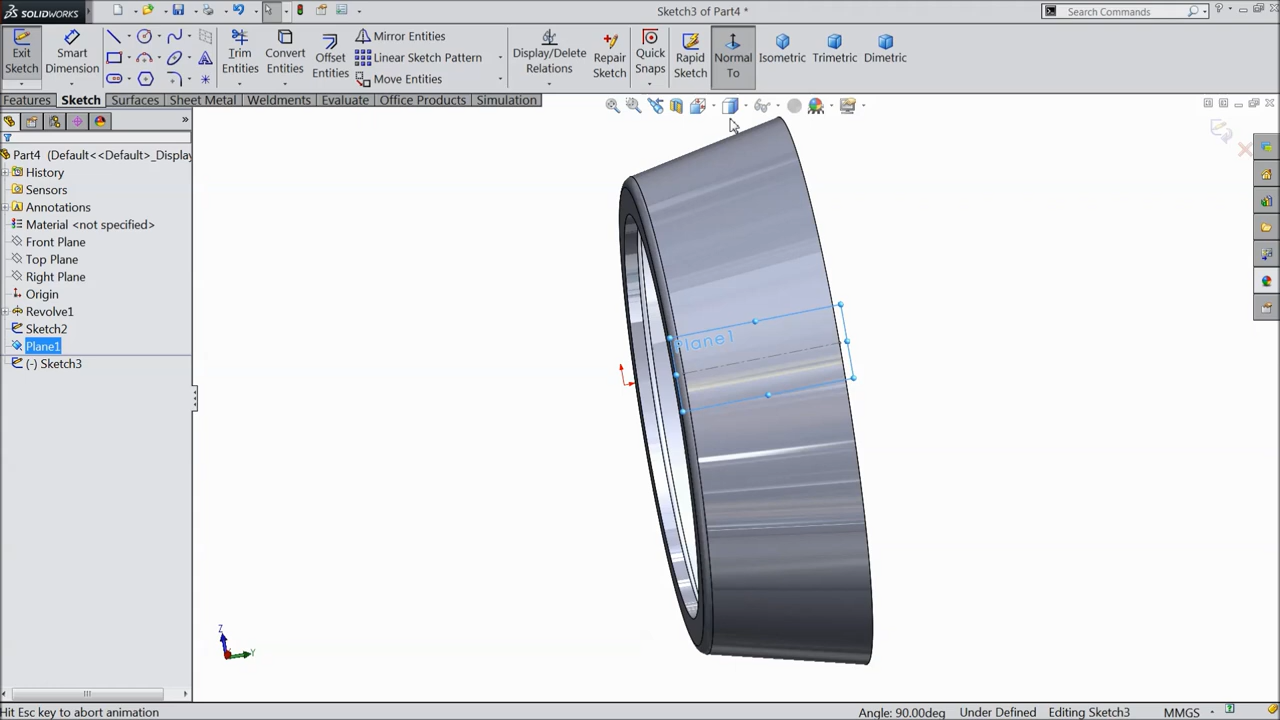 SOLIDWORKS
Sketch3 of Part4 *
Search Commands
Exit Sketch
Smart Dimension
Trim Entities
Convert Entities
Offset Entities
Mirror Entities
Linear Sketch Pattern
Move Entities
Display/Delete Relations
Repair Sketch
Quick Snaps
Rapid Sketch
Normal To
Isometric
Trimetric
Dimetric
Features
Sketch
Surfaces
Sheet Metal
Weldments
Evaluate
Office Products
Simulation
Part4 (Default<<Default>_Display
History
Sensors
Annotations
Material <not specified>
Front Plane
Top Plane
Right Plane
Origin
Revolve1
Sketch2
Plane1
(-) Sketch3
Plane1
Z
Y
Hit Esc key to abort animation
Angle: 90.00deg
Under Defined
Editing Sketch3
MMGS